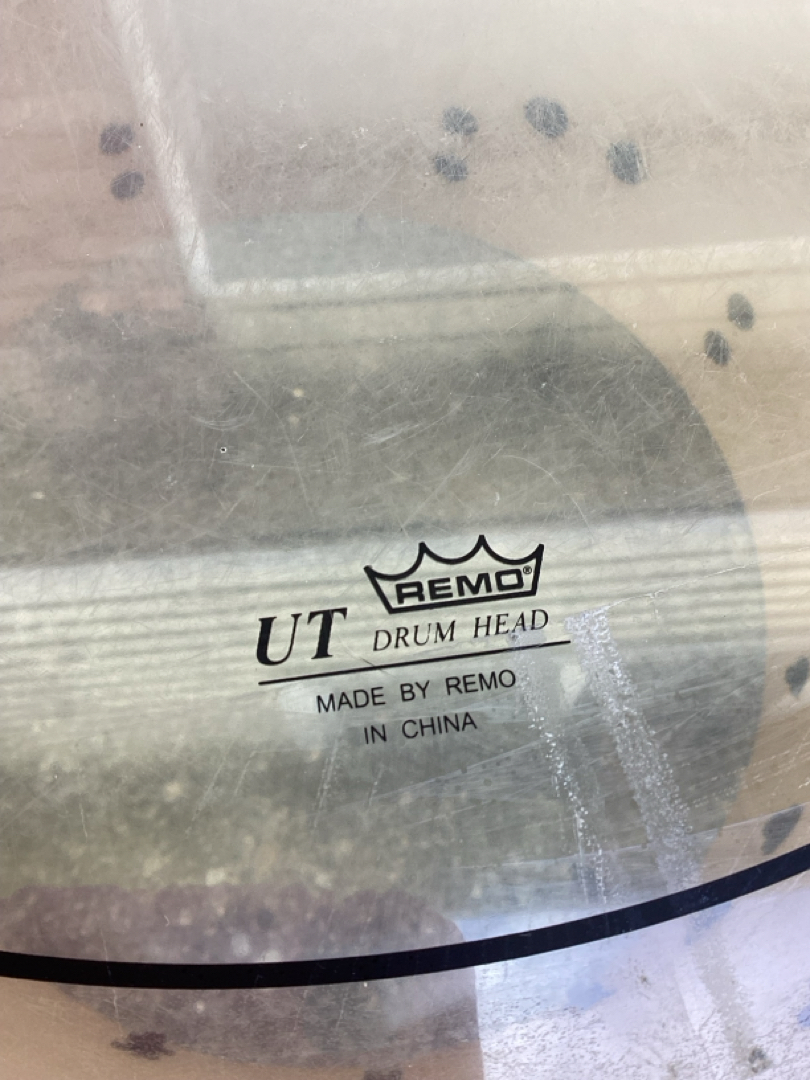 REMO®
UT DRUM HEAD
MADE BY REMO
IN CHINA